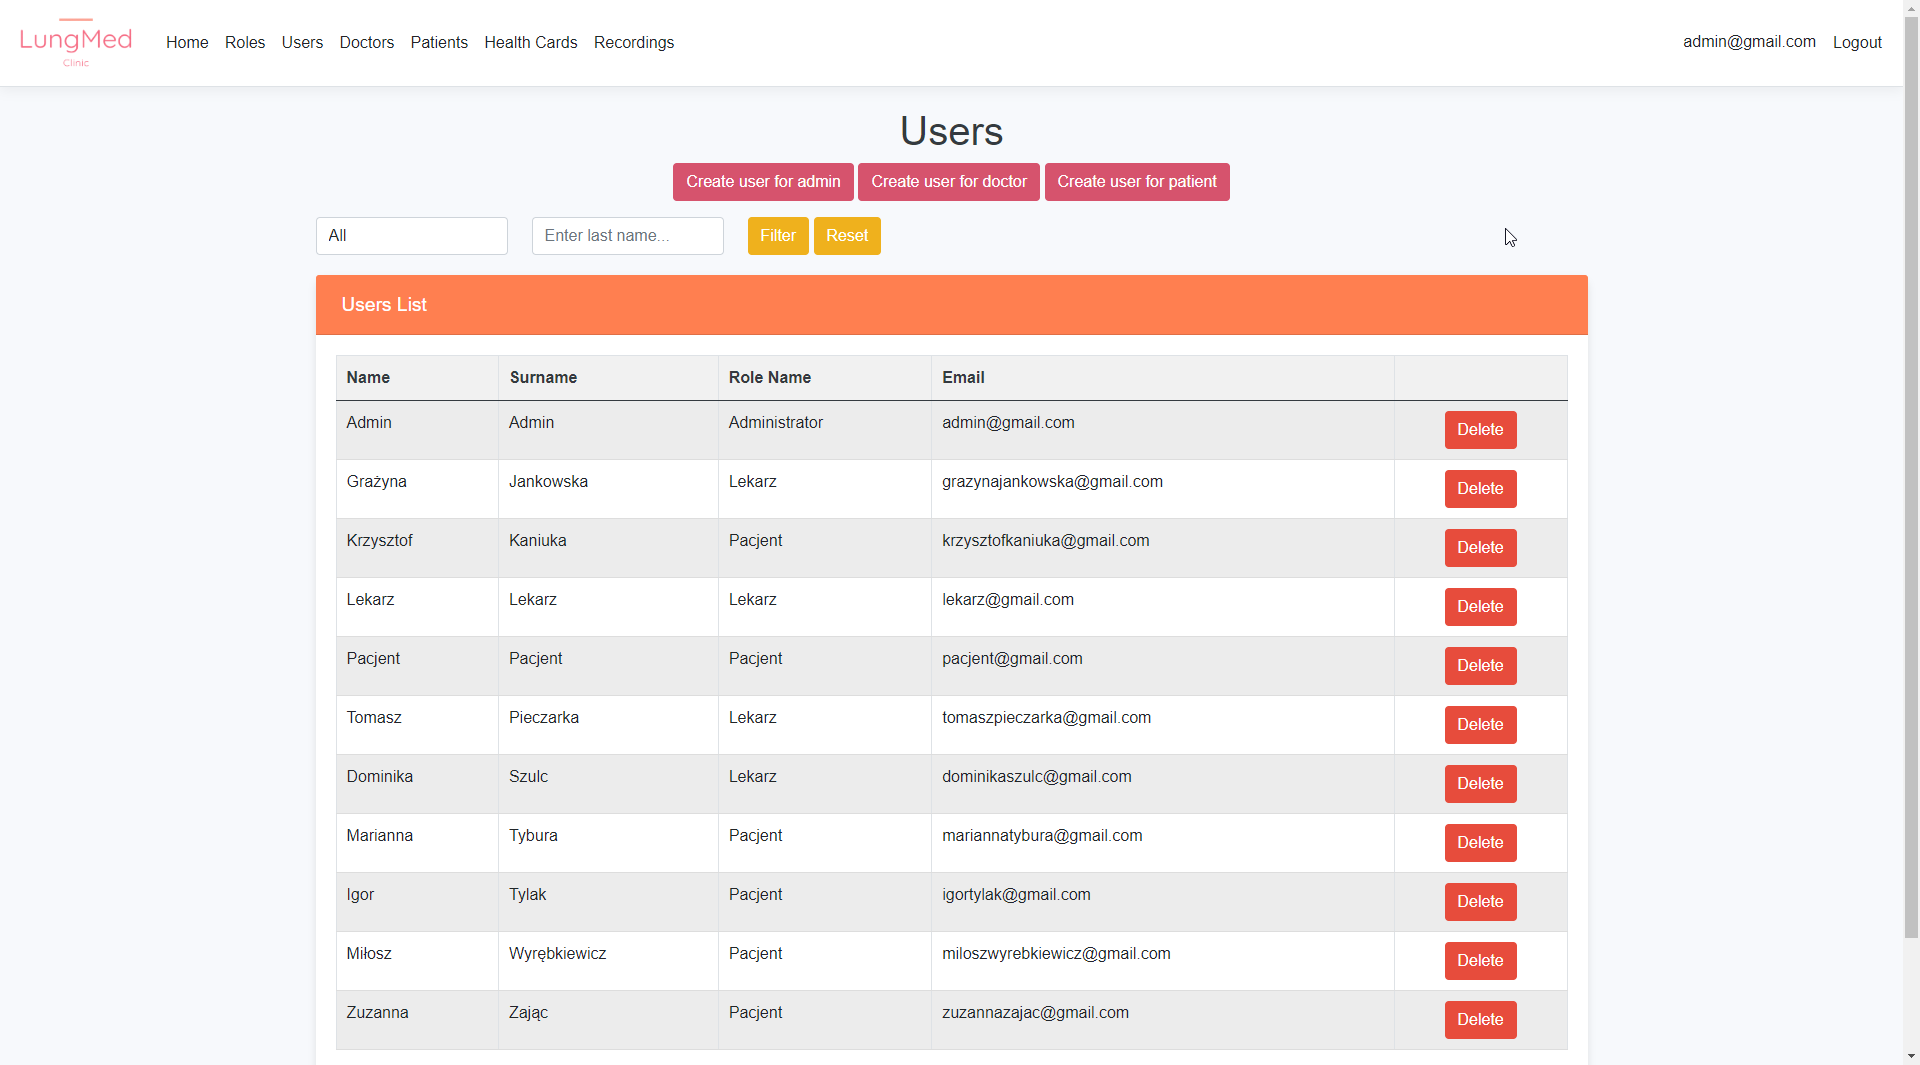 LungMed
Clinic
Home Roles Users Doctors Patients Health Cards Recordings admin@gmail.com Logout
Users
Create user for admin Create user for doctor Create user for patient
All Enter last name... Filter Reset
Users List
Name Surname Role Name Email
Admin Admin Administrator admin@gmail.com Delete
Grażyna Jankowska Lekarz grazynajankowska@gmail.com Delete
Krzysztof Kaniuka Pacjent krzysztofkaniuka@gmail.com Delete
Lekarz Lekarz Lekarz lekarz@gmail.com Delete
Pacjent Pacjent Pacjent pacjent@gmail.com Delete
Tomasz Pieczarka Lekarz tomaszpieczarka@gmail.com Delete
Dominika Szulc Lekarz dominikaszulc@gmail.com Delete
Marianna Tybura Pacjent mariannatybura@gmail.com Delete
Igor Tylak Pacjent igortylak@gmail.com Delete
Miłosz Wyrębkiewicz Pacjent miloszwyrebkiewicz@gmail.com Delete
Zuzanna Zając Pacjent zuzannazajac@gmail.com Delete